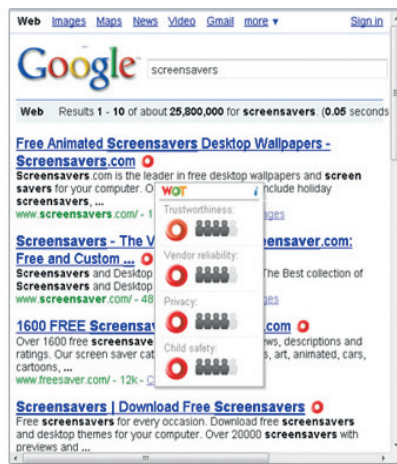 Web Images Maps News Video Gmail more ▼ Sign in
Google screensavers
Web Results 1 - 10 of about 25,800,000 for screensavers. (0.05 seconds
Free Animated Screensavers Desktop Wallpapers -
Screensavers.com
Screensavers.com is the leader in free desktop wallpapers and screen
savers for your computer. O nclude holiday
screensavers, ...
www.screensavers.com/ - 1 ages
Screensavers - The V ensaver.com:
Free and Custom ...
Screensavers and Desktop The Best collection of
Screensavers and Desktop
www.screensaver.com/ - 48 ages
1600 FREE Screensav .com
Over 1600 free screensave ws, descriptions and
ratings. Our screen saver cat s, art, animated, cars,
cartoons, ...
www.freesaver.com/ - 12k - C
Screensavers | Download Free Screensavers
Free screensavers for every occasion. Download free screensavers
and desktop themes for your computer. Over 20000 screensavers with
previews and ...
WOT i
Trustworthiness:
Vendor reliability:
Privacy:
Child safety: